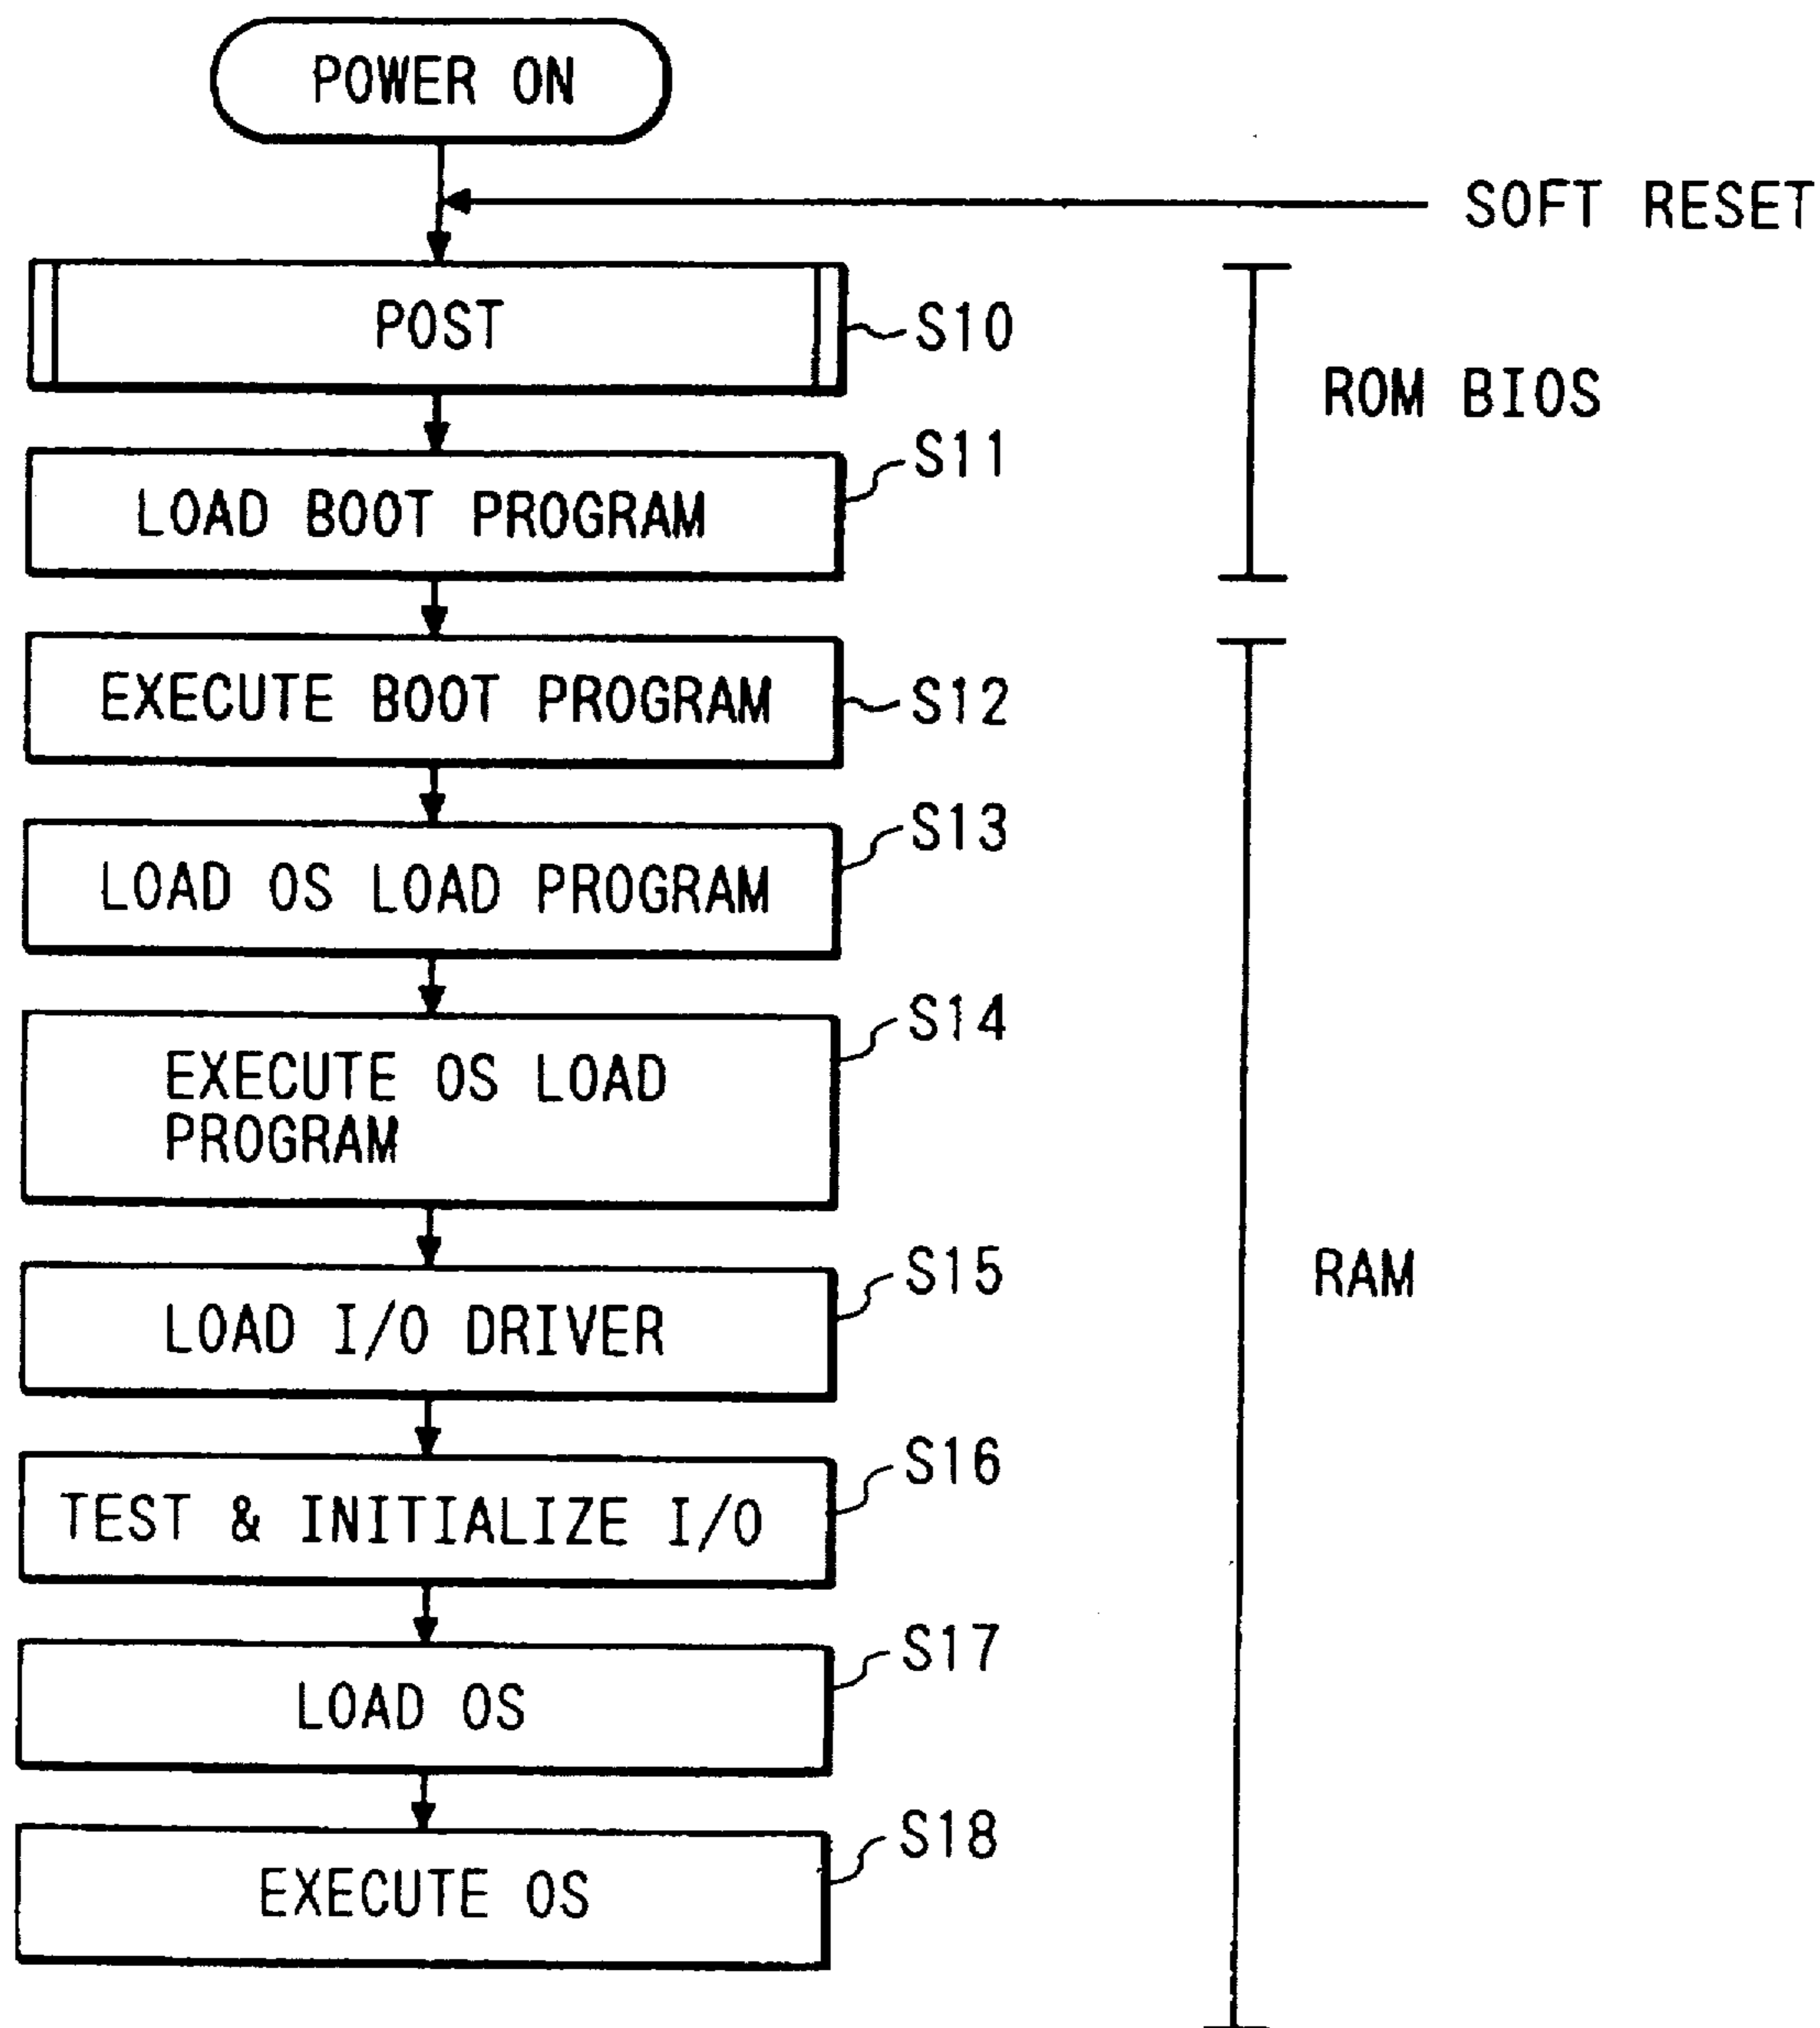 POWER ON
SOFT RESET
POST
S10
ROM BIOS
S11
LOAD BOOT PROGRAM
EXECUTE BOOT PROGRAM
S12
S13
LOAD OS LOAD PROGRAM
S14
EXECUTE OS LOAD
PROGRAM
S15
RAM
LOAD I/O DRIVER
S16
TEST & INITIALIZE I/O
S17
LOAD OS
S18
EXECUTE OS